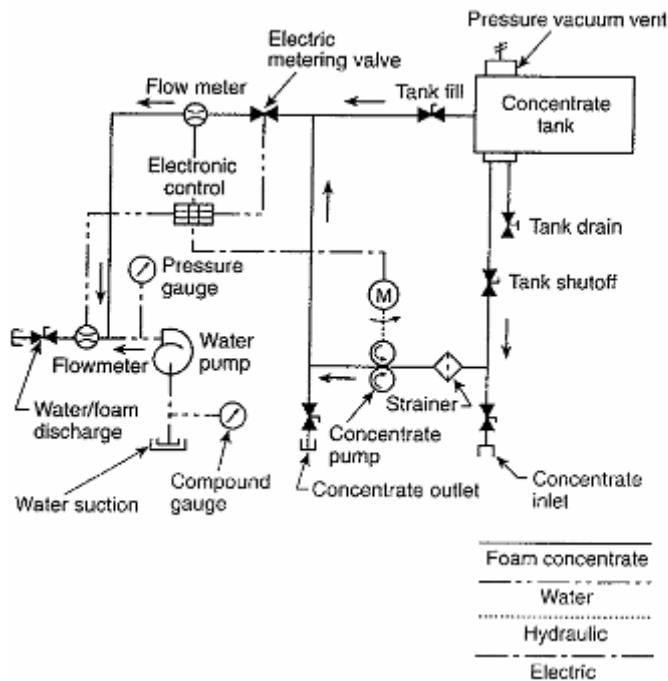 Pressure vacuum vent
Electric
metering valve
Flow meter
Tank fill
Concentrate
tank
Electronic
control
Tank drain
Pressure
gauge
Tank shutoff
M
Water
pump
Flowmeter
Strainer
Water/foam
discharge
Concentrate
pump
Compound
gauge
Concentrate outlet
Concentrate
inlet
Water suction
Foam concentrate
Water
Hydraulic
Electric